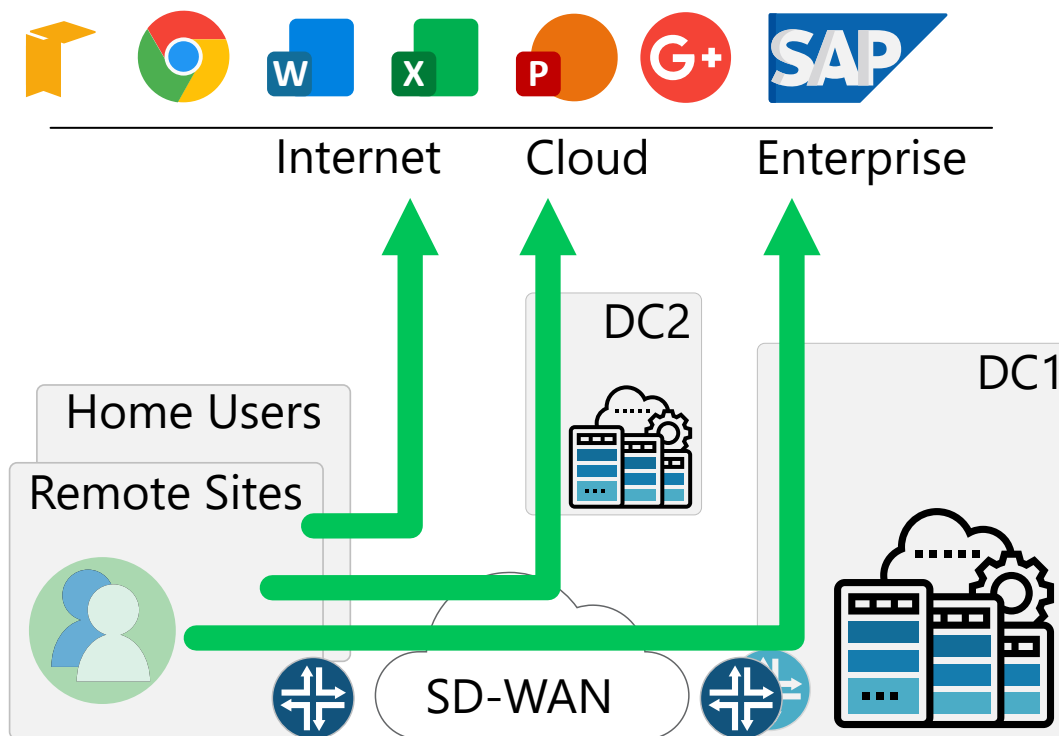 W
X
P
G+
SAP
Internet
Cloud
Enterprise
DC2
DC1
Home Users
Remote Sites
SD-WAN